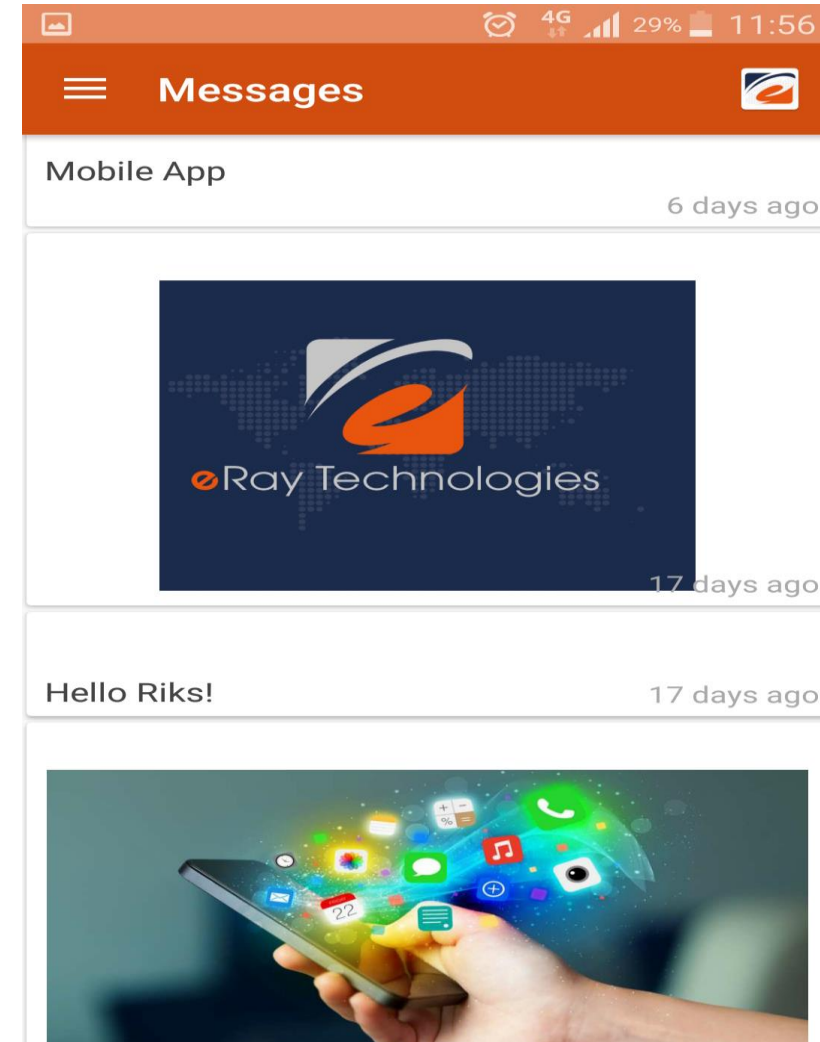 4G 29% 11:56
Messages
Mobile App
6 days ago
eRay Technologies
17 days ago
Hello Riks!
17 days ago
22